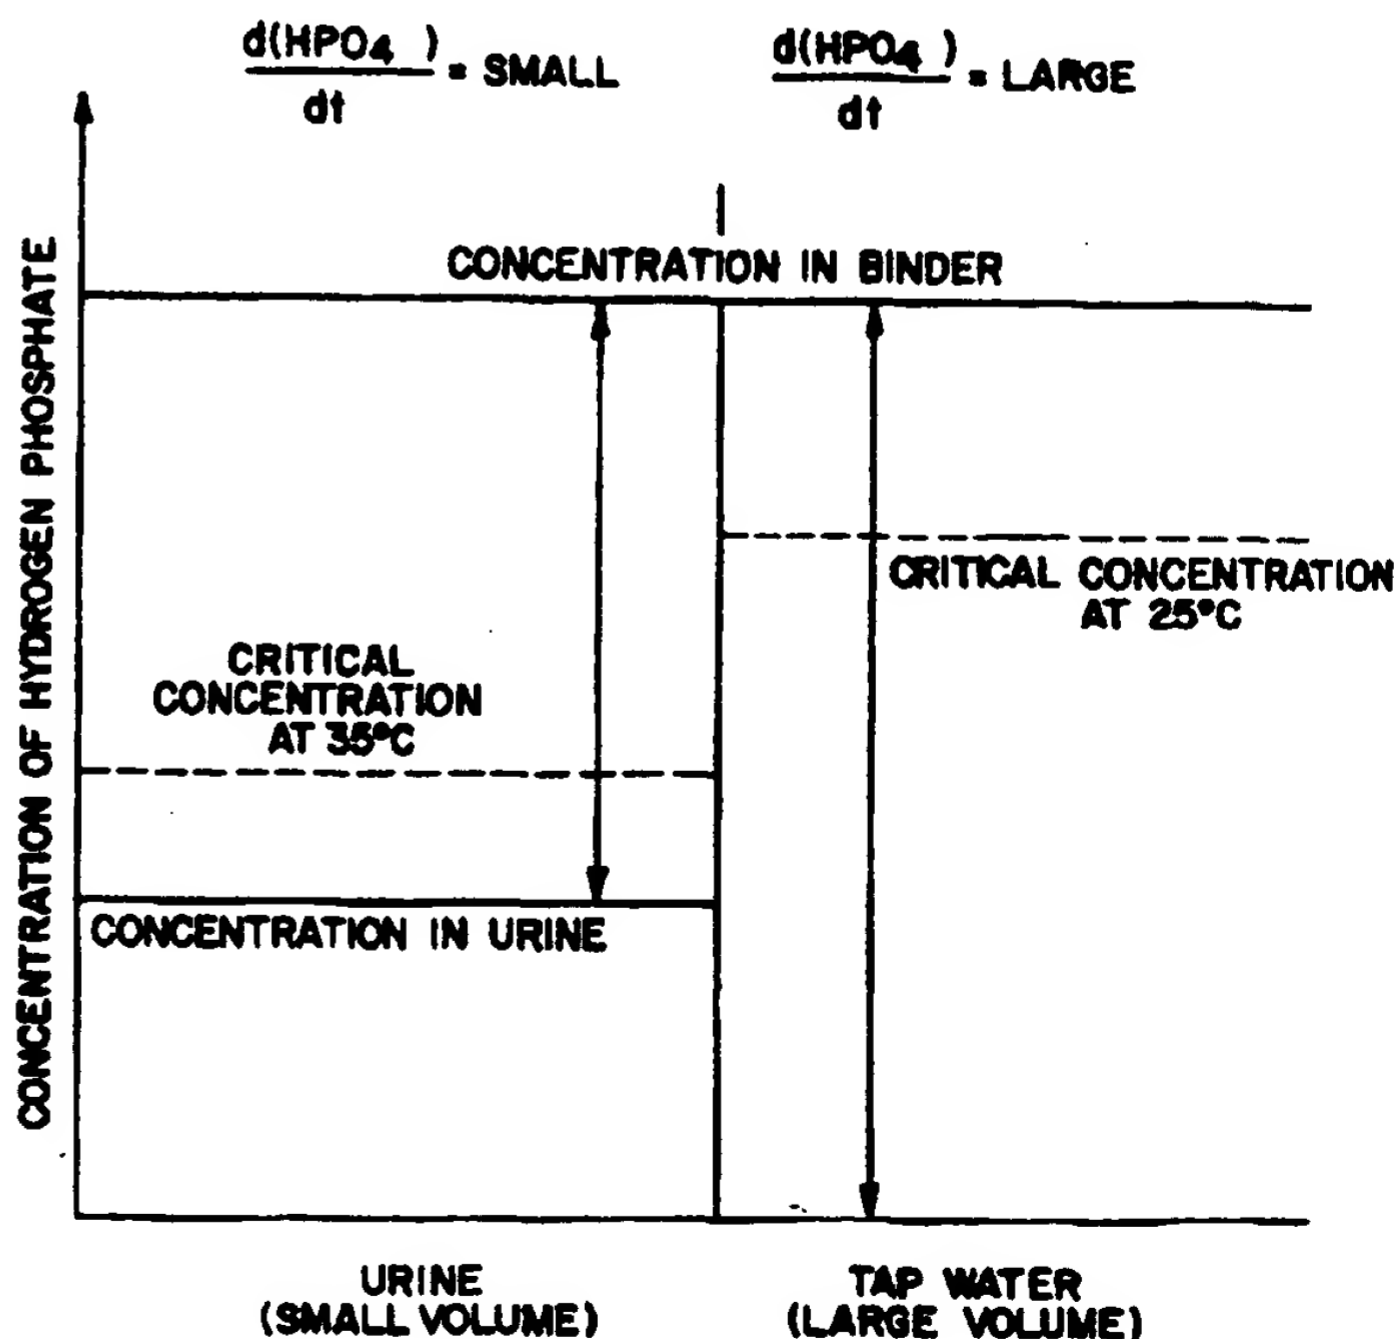 d(HPO4 )
dt
= SMALL
d(HPO4 )
dt
= LARGE
CONCENTRATION OF HYDROGEN PHOSPHATE
CONCENTRATION IN BINDER
CRITICAL CONCENTRATION
AT 25°C
CRITICAL
CONCENTRATION
AT 35°C
CONCENTRATION IN URINE
URINE
(SMALL VOLUME)
TAP WATER
(LARGE VOLUME)